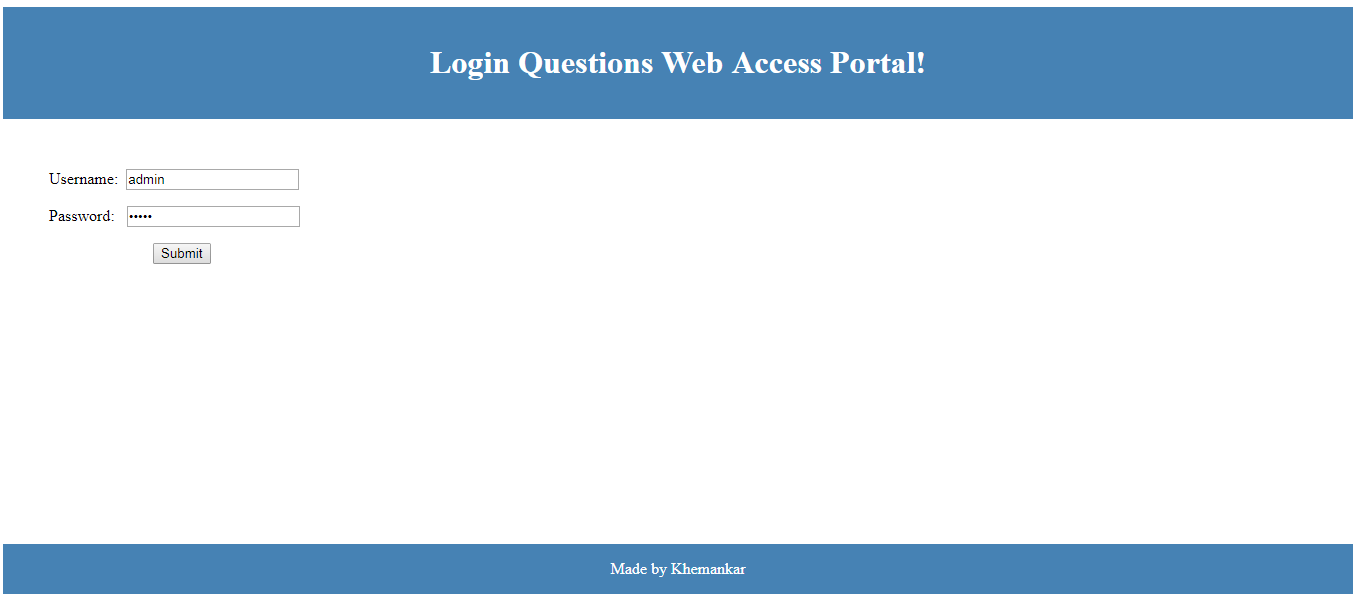 Login Questions Web Access Portal!
Username: admin
Password: •••••
Submit
Made by Khemankar